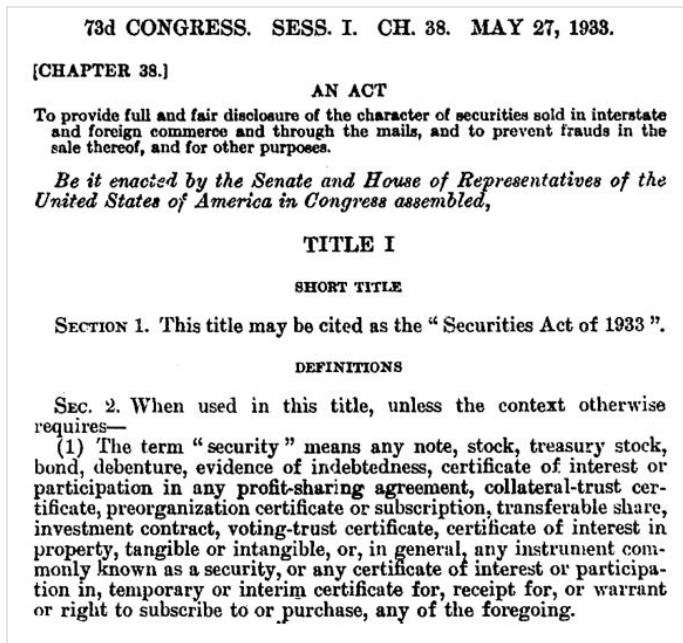 73d CONGRESS. SESS. I. CH. 38. MAY 27, 1933.
[CHAPTER 38.]
AN ACT
To provide full and fair disclosure of the character of securities sold in interstate
and foreign commerce and through the mails, and to prevent frauds in the
sale thereof, and for other purposes.
Be it enacted by the Senate and House of Representatives of the
United States of America in Congress assembled,
TITLE I
SHORT TITLE
SECTION 1. This title may be cited as the “ Securities Act of 1933 ”.
DEFINITIONS
SEC. 2. When used in this title, unless the context otherwise
requires—
(1) The term “ security ” means any note, stock, treasury stock,
bond, debenture, evidence of indebtedness, certificate of interest or
participation in any profit-sharing agreement, collateral-trust cer-
tificate, preorganization certificate or subscription, transferable share,
investment contract, voting-trust certificate, certificate of interest in
property, tangible or intangible, or, in general, any instrument com-
monly known as a security, or any certificate of interest or participa-
tion in, temporary or interim certificate for, receipt for, or warrant
or right to subscribe to or purchase, any of the foregoing.